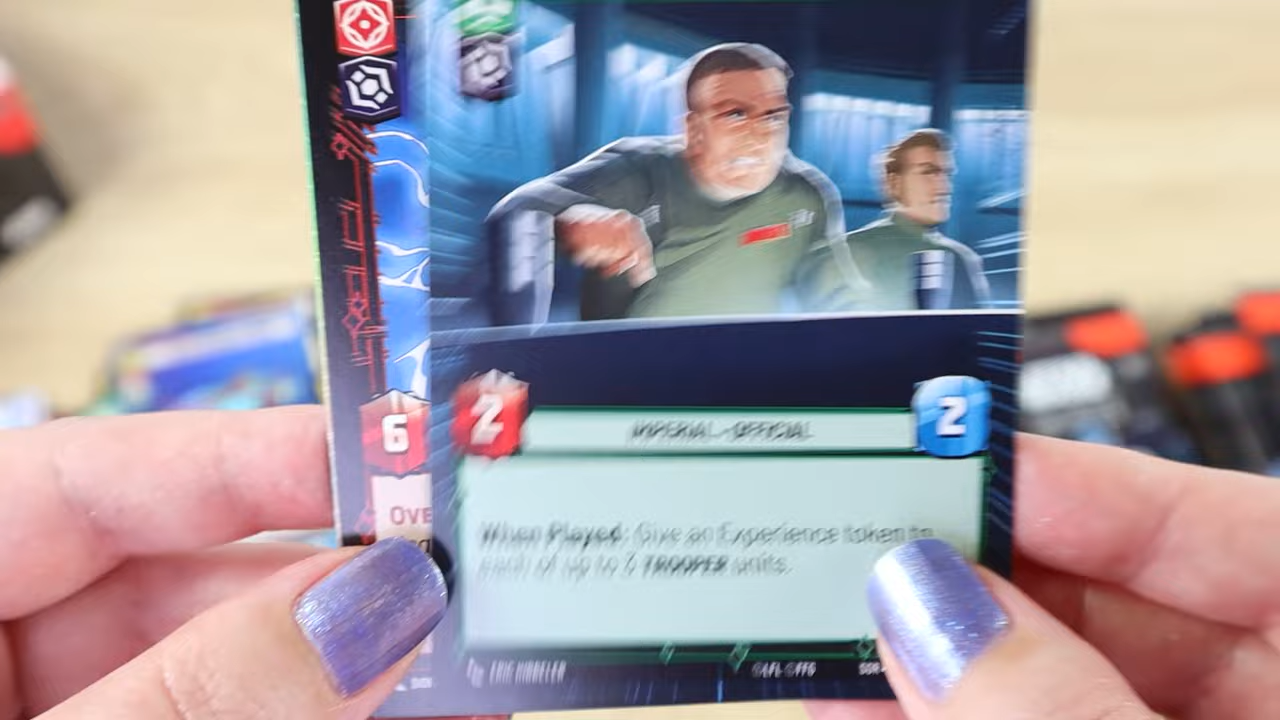 2
2
IMPERIAL • OFFICIAL
6
OVE
When Played: Give an Experience token to
each of up to 3 TROOPER units.
ERIC HIBBELER